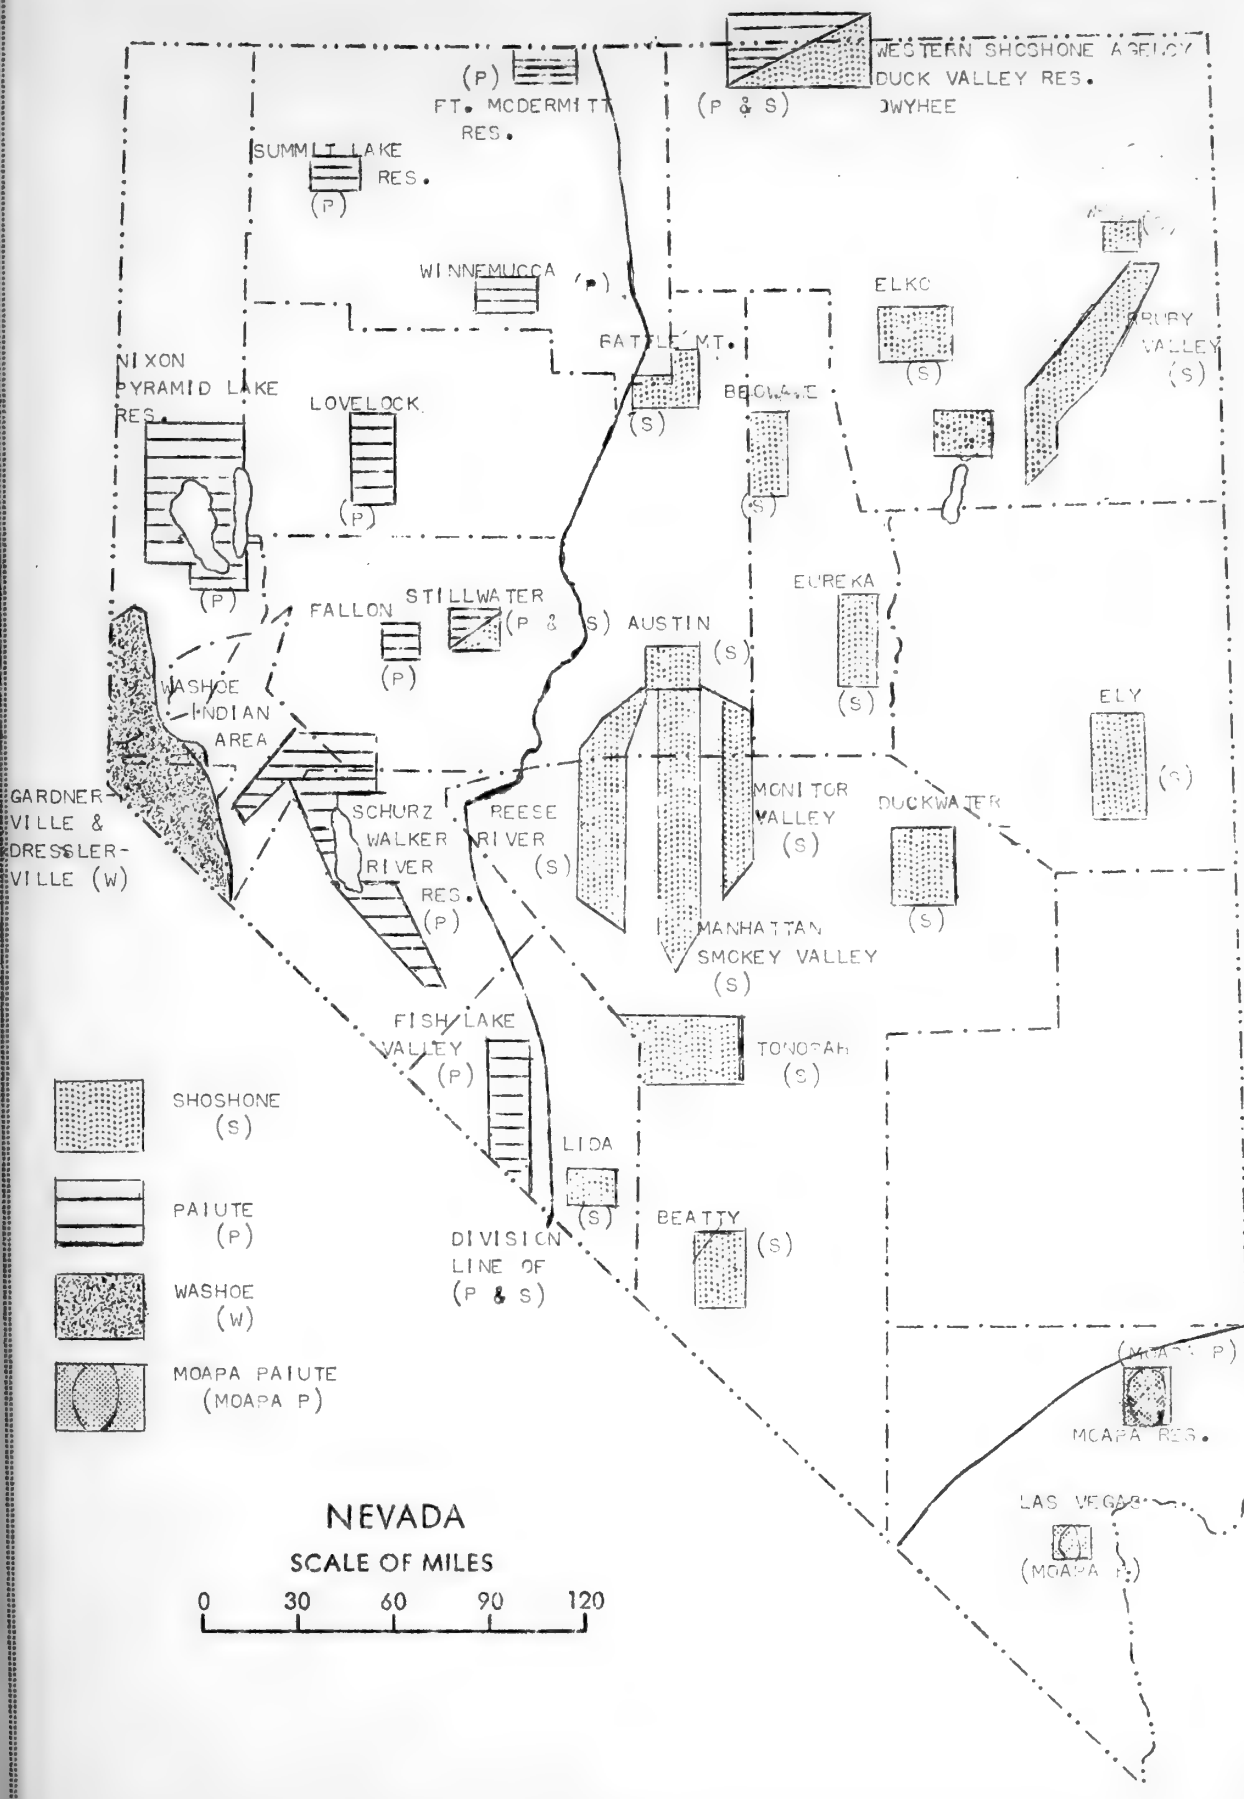 WESTERN SHOSHONE AGENCY
DUCK VALLEY RES.
OWYHEE
(P & S)
(P)
FT. MCDERMITT
RES.
SUMMIT LAKE
RES.
(P)
WINNEMUCCA (P)
ELKO
(S)
RUBY
VALLEY
(S)
BATTLE MT.
(S)
BEOWAWE
(S)
NIXON
PYRAMID LAKE
RES.
(P)
LOVELOCK
(P)
EUREKA
(S)
FALLON
(P)
STILLWATER
(P & S)
AUSTIN
(S)
WASHOE
INDIAN
AREA
ELY
(S)
GARDNER-
VILLE &
DRESSLER-
VILLE (W)
SCHURZ
WALKER
RIVER
RES.
(P)
REESE
RIVER
(S)
MONITOR
VALLEY
(S)
DUCKWATER
(S)
MANHATTAN
SMOKEY VALLEY
(S)
FISH LAKE
VALLEY
(P)
TONOPAH
(S)
LIDA
(S)
BEATTY
(S)
DIVISION
LINE OF
(P & S)
SHOSHONE
(S)
PAIUTE
(P)
WASHOE
(W)
MOAPA PAIUTE
(MOAPA P)
(MOAPA P)
MOAPA RES.
LAS VEGAS
(MOAPA P)
NEVADA
SCALE OF MILES
0 30 60 90 120